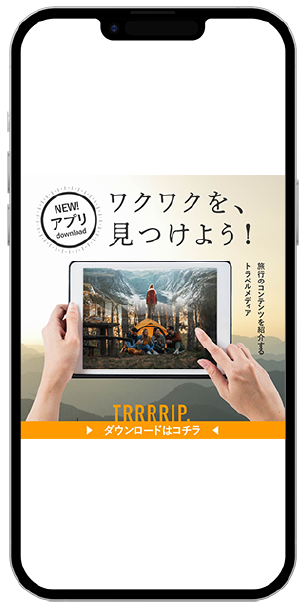 NEW!
アプリ
download
ワクワクを、
見つけよう!
旅行のコンテンツを紹介する
トラベルメディア
TRRRRIP.
ダウンロードはコチラ